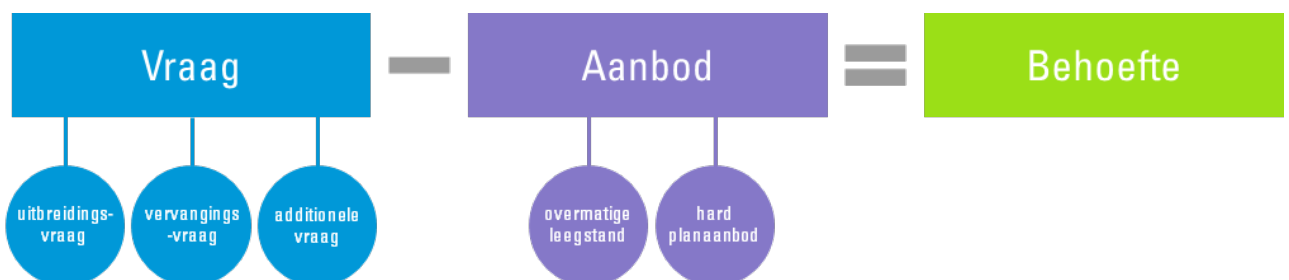 Vraag
Aanbod
Behoefte
uitbreidings-
vraag
vervangings
-vraag
additionele
vraag
overmatige
leegstand
hard
planaanbod